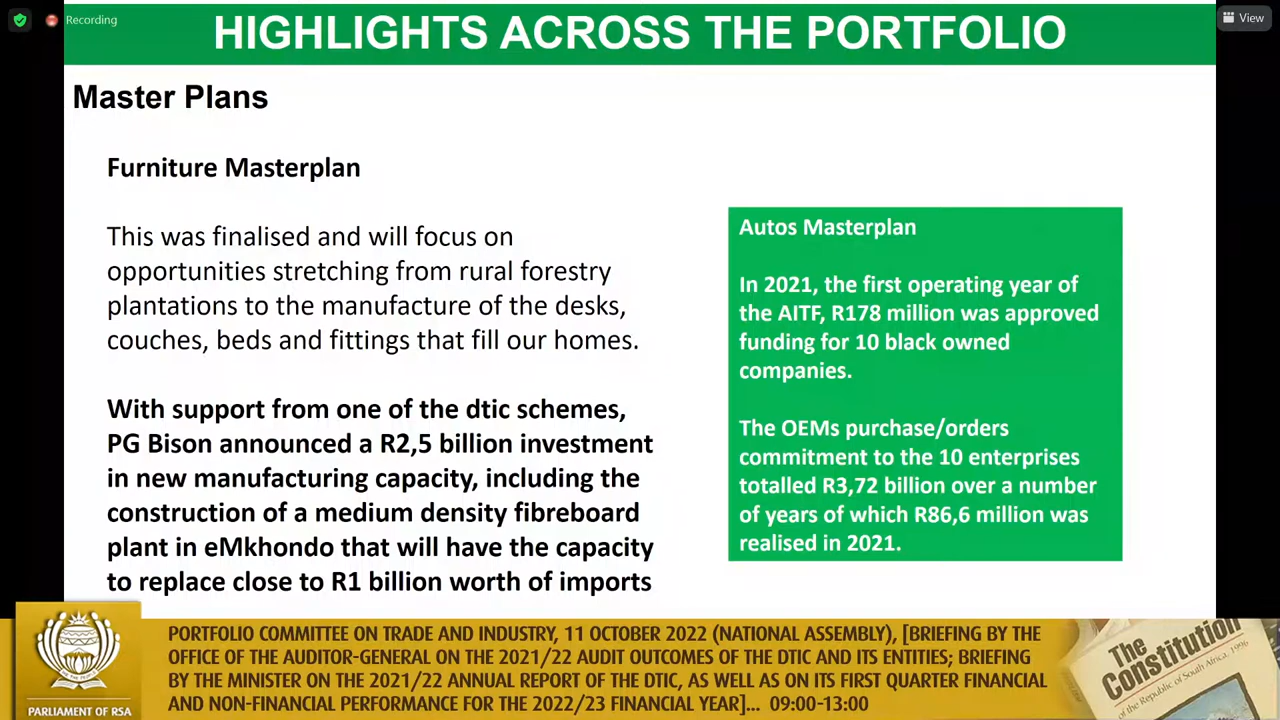 Recording
View
HIGHLIGHTS ACROSS THE PORTFOLIO
Master Plans
Furniture Masterplan
This was finalised and will focus on
opportunities stretching from rural forestry
plantations to the manufacture of the desks,
couches, beds and fittings that fill our homes.
With support from one of the dtic schemes,
PG Bison announced a R2,5 billion investment
in new manufacturing capacity, including the
construction of a medium density fibreboard
plant in eMkhondo that will have the capacity
to replace close to R1 billion worth of imports
Autos Masterplan
In 2021, the first operating year of
the AITF, R178 million was approved
funding for 10 black owned
companies.
The OEMs purchase/orders
commitment to the 10 enterprises
totalled R3,72 billion over a number
of years of which R86,6 million was
realised in 2021.
PARLIAMENT OF RSA
PORTFOLIO COMMITTEE ON TRADE AND INDUSTRY, 11 OCTOBER 2022 (NATIONAL ASSEMBLY), [BRIEFING BY THE
OFFICE OF THE AUDITOR-GENERAL ON THE 2021/22 AUDIT OUTCOMES OF THE DTIC AND ITS ENTITIES; BRIEFING
BY THE MINISTER ON THE 2021/22 ANNUAL REPORT OF THE DTIC, AS WELL AS ON ITS FIRST QUARTER FINANCIAL
AND NON-FINANCIAL PERFORMANCE FOR THE 2022/23 FINANCIAL YEAR]... 09:00-13:00
The
Constitution
of the Republic of South Africa, 1996